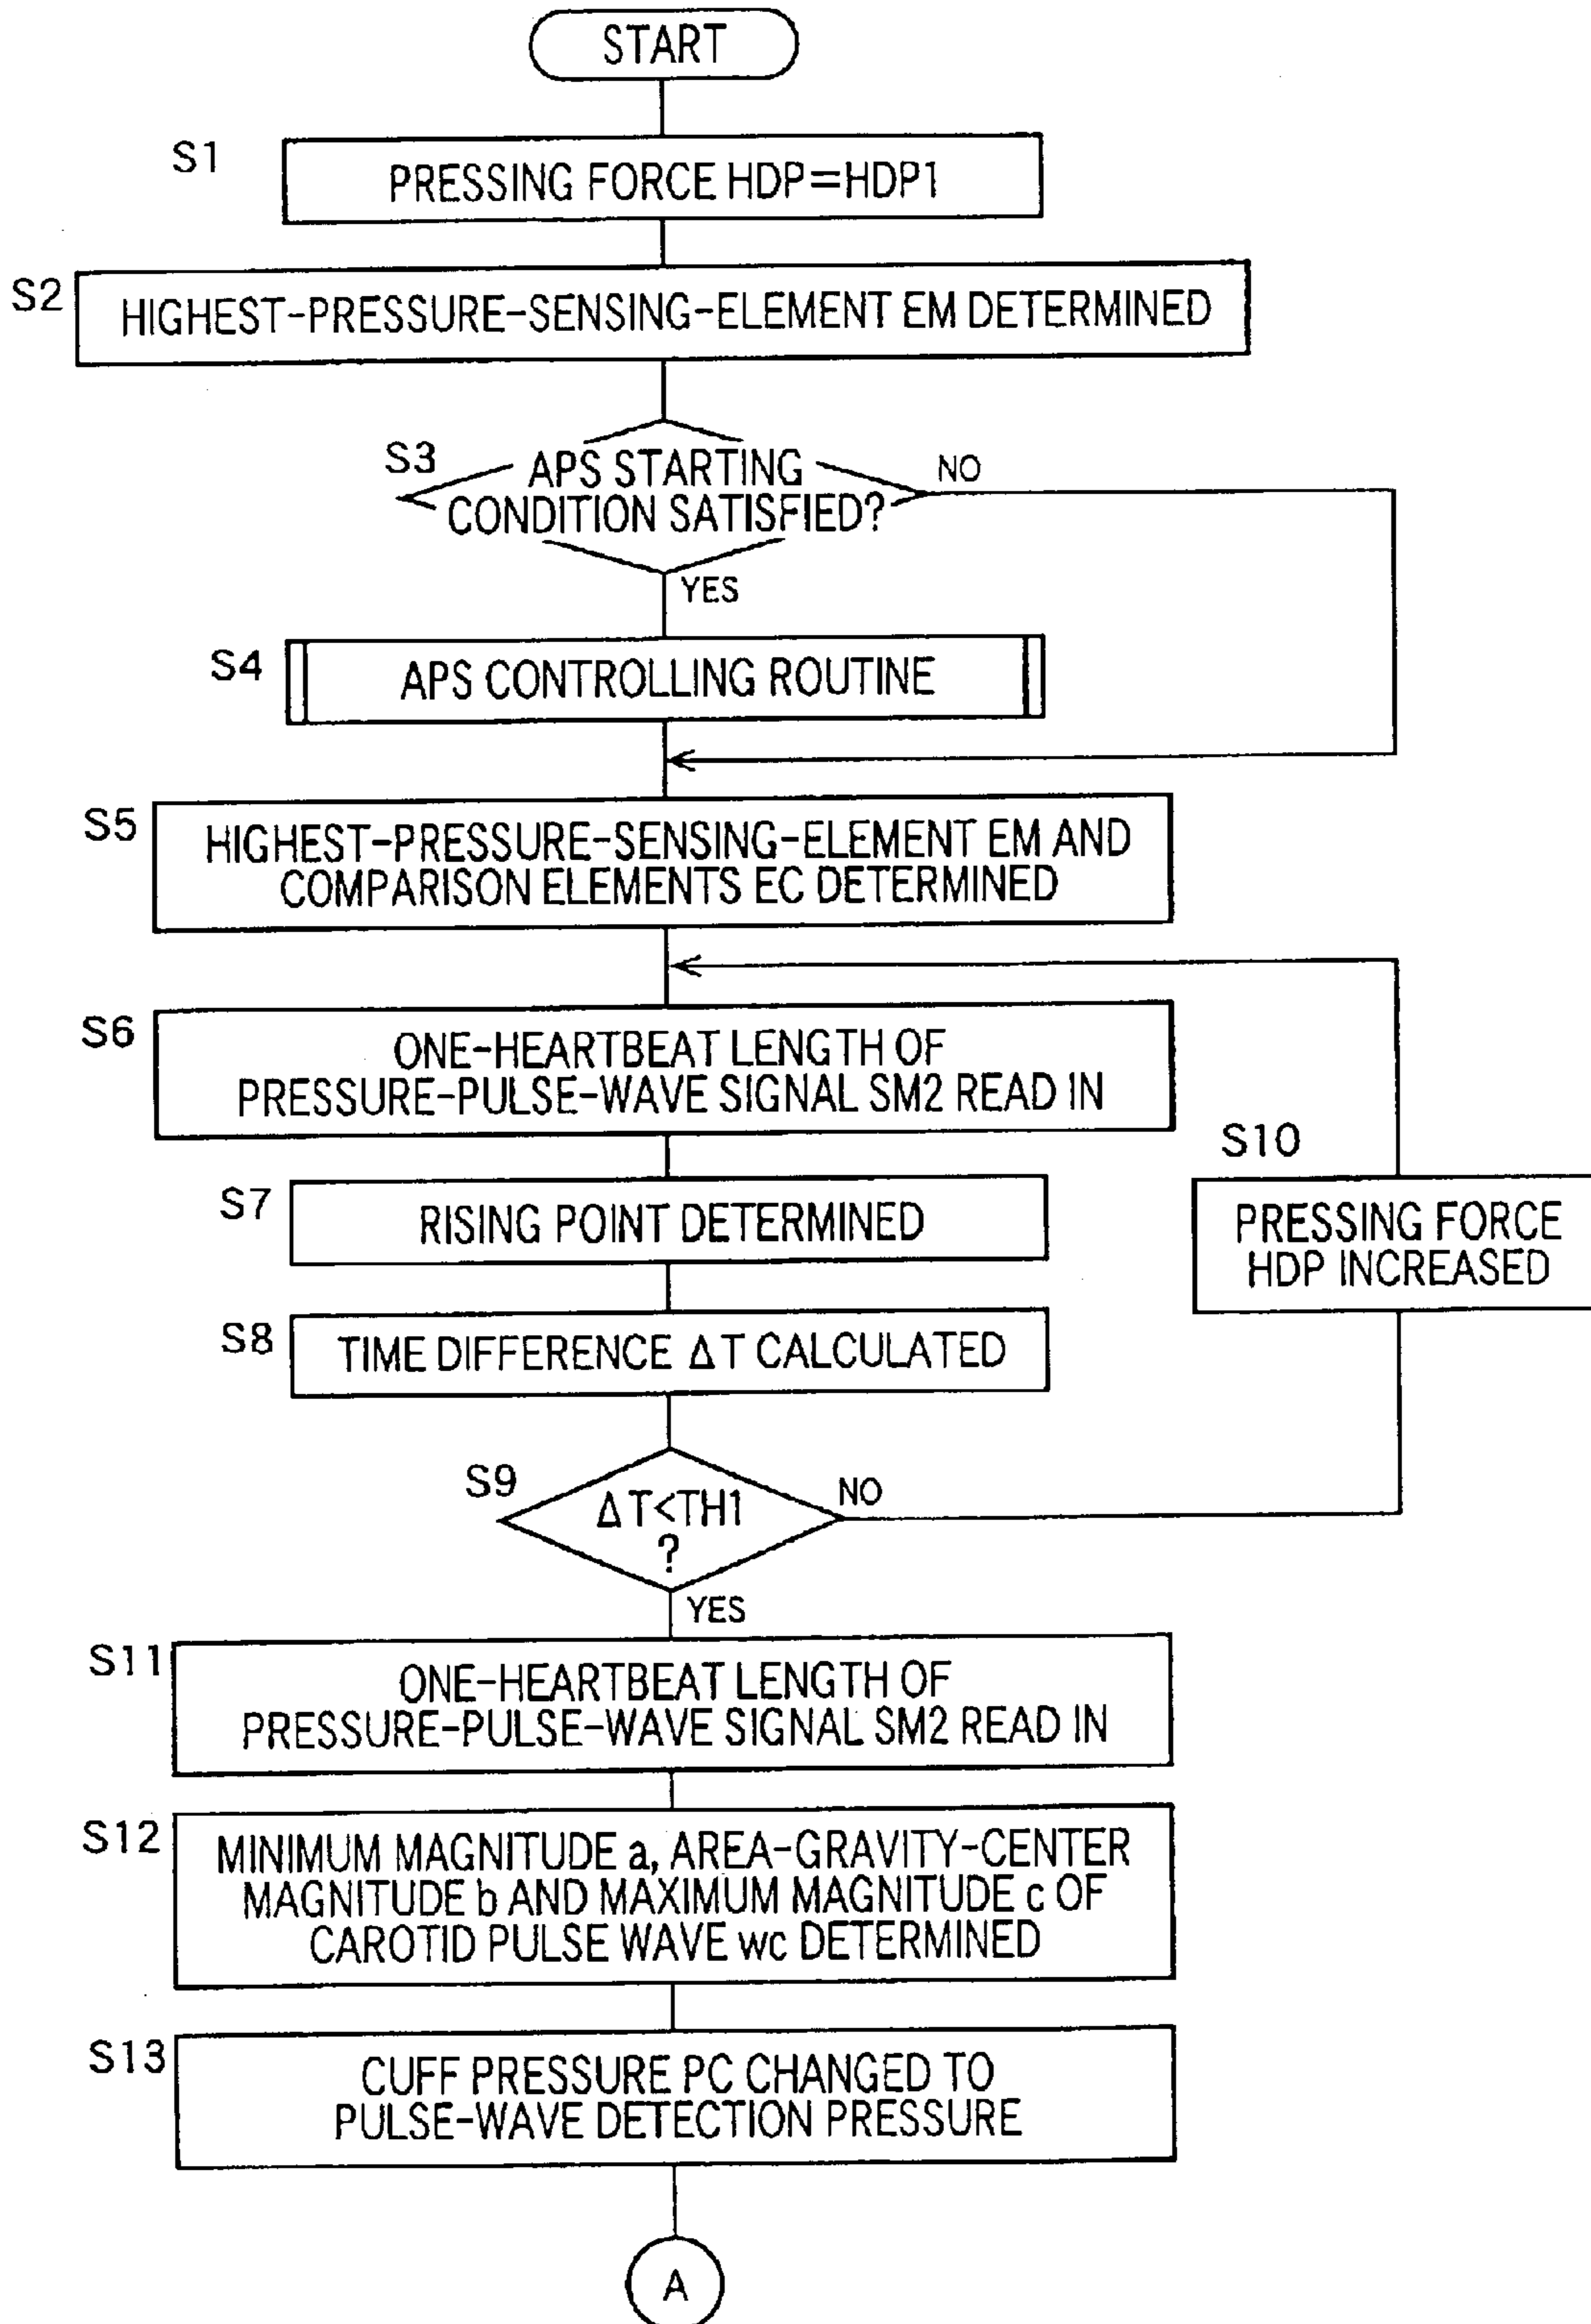 START
S1
PRESSING FORCE HDP=HDP1
S2
HIGHEST-PRESSURE-SENSING-ELEMENT EM DETERMINED
S3
APS STARTING
CONDITION SATISFIED?
NO
YES
S4
APS CONTROLLING ROUTINE
S5
HIGHEST-PRESSURE-SENSING-ELEMENT EM AND
COMPARISON ELEMENTS EC DETERMINED
S6
ONE-HEARTBEAT LENGTH OF
PRESSURE-PULSE-WAVE SIGNAL SM2 READ IN
S10
PRESSING FORCE
HDP INCREASED
S7
RISING POINT DETERMINED
S8
TIME DIFFERENCE ΔT CALCULATED
S9
ΔT<TH1
?
NO
YES
S11
ONE-HEARTBEAT LENGTH OF
PRESSURE-PULSE-WAVE SIGNAL SM2 READ IN
S12
MINIMUM MAGNITUDE a, AREA-GRAVITY-CENTER
MAGNITUDE b AND MAXIMUM MAGNITUDE c OF
CAROTID PULSE WAVE wc DETERMINED
S13
CUFF PRESSURE PC CHANGED TO
PULSE-WAVE DETECTION PRESSURE
A